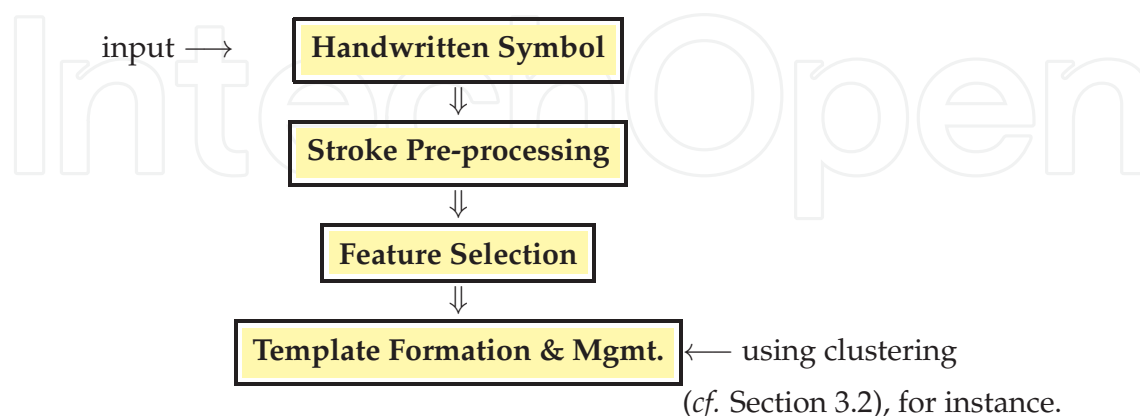 IntechOpen
input ⟶ Handwritten Symbol
⇓
Stroke Pre-processing
⇓
Feature Selection
⇓
Template Formation & Mgmt. ⟵ using clustering
(cf. Section 3.2), for instance.